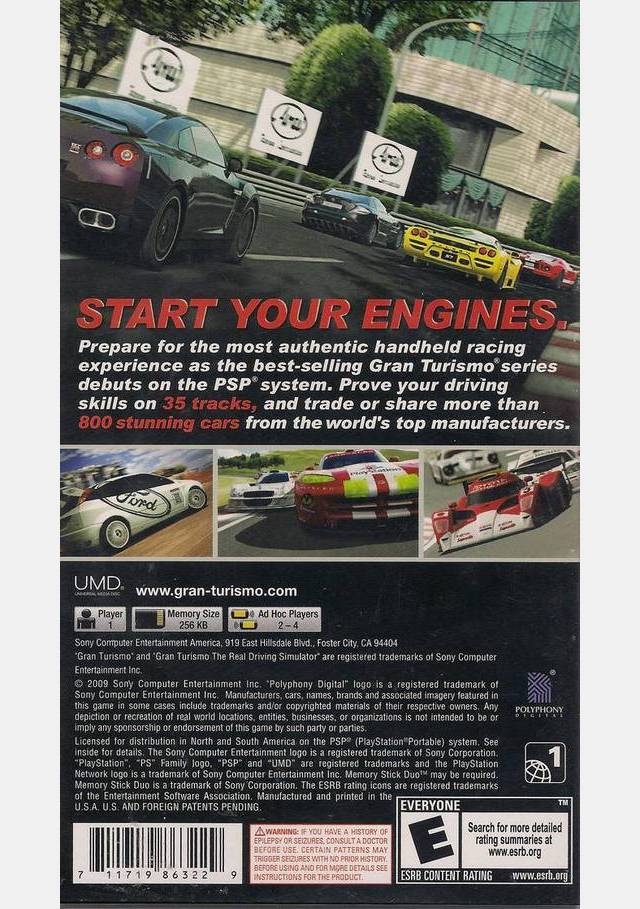 START YOUR ENGINES.
Prepare for the most authentic handheld racing
experience as the best-selling Gran Turismo® series
debuts on the PSP® system. Prove your driving
skills on 35 tracks, and trade or share more than
800 stunning cars from the world's top manufacturers.
Ford
PlayStation
UMD
UNIVERSAL MEDIA DISC
www.gran-turismo.com
Player
1
Memory Size
256 KB
Ad Hoc Players
2 – 4
Sony Computer Entertainment America, 919 East Hillsdale Blvd., Foster City, CA 94404
"Gran Turismo" and "Gran Turismo The Real Driving Simulator" are registered trademarks of Sony Computer
Entertainment Inc.
© 2009 Sony Computer Entertainment Inc. "Polyphony Digital" logo is a registered trademark of
Sony Computer Entertainment Inc. Manufacturers, cars, names, brands and associated imagery featured in
this game in some cases include trademarks and/or copyrighted materials of their respective owners. Any
depiction or recreation of real world locations, entities, businesses, or organizations is not intended to be or
imply any sponsorship or endorsement of this game by such party or parties.
Licensed for distribution in North and South America on the PSP® (PlayStation®Portable) system. See
inside for details. The Sony Computer Entertainment logo is a registered trademark of Sony Corporation.
"PlayStation", "PS" Family logo, "PSP" and "UMD" are registered trademarks and the PlayStation
Network logo is a trademark of Sony Computer Entertainment Inc. Memory Stick Duo™ may be required.
Memory Stick Duo is a trademark of Sony Corporation. The ESRB rating icons are registered trademarks
of the Entertainment Software Association. Manufactured and printed in the
U.S.A. U.S. AND FOREIGN PATENTS PENDING.
®
POLYPHONY
DIGITAL
1
EVERYONE
TM
E
Search for more detailed
rating summaries at
www.esrb.org
ESRB CONTENT RATING www.esrb.org
WARNING: IF YOU HAVE A HISTORY OF
EPILEPSY OR SEIZURES, CONSULT A DOCTOR
BEFORE USE. CERTAIN PATTERNS MAY
TRIGGER SEIZURES WITH NO PRIOR HISTORY.
BEFORE USING AND FOR MORE DETAILS SEE
INSTRUCTIONS FOR THE PRODUCT.
7 11719 86322 9